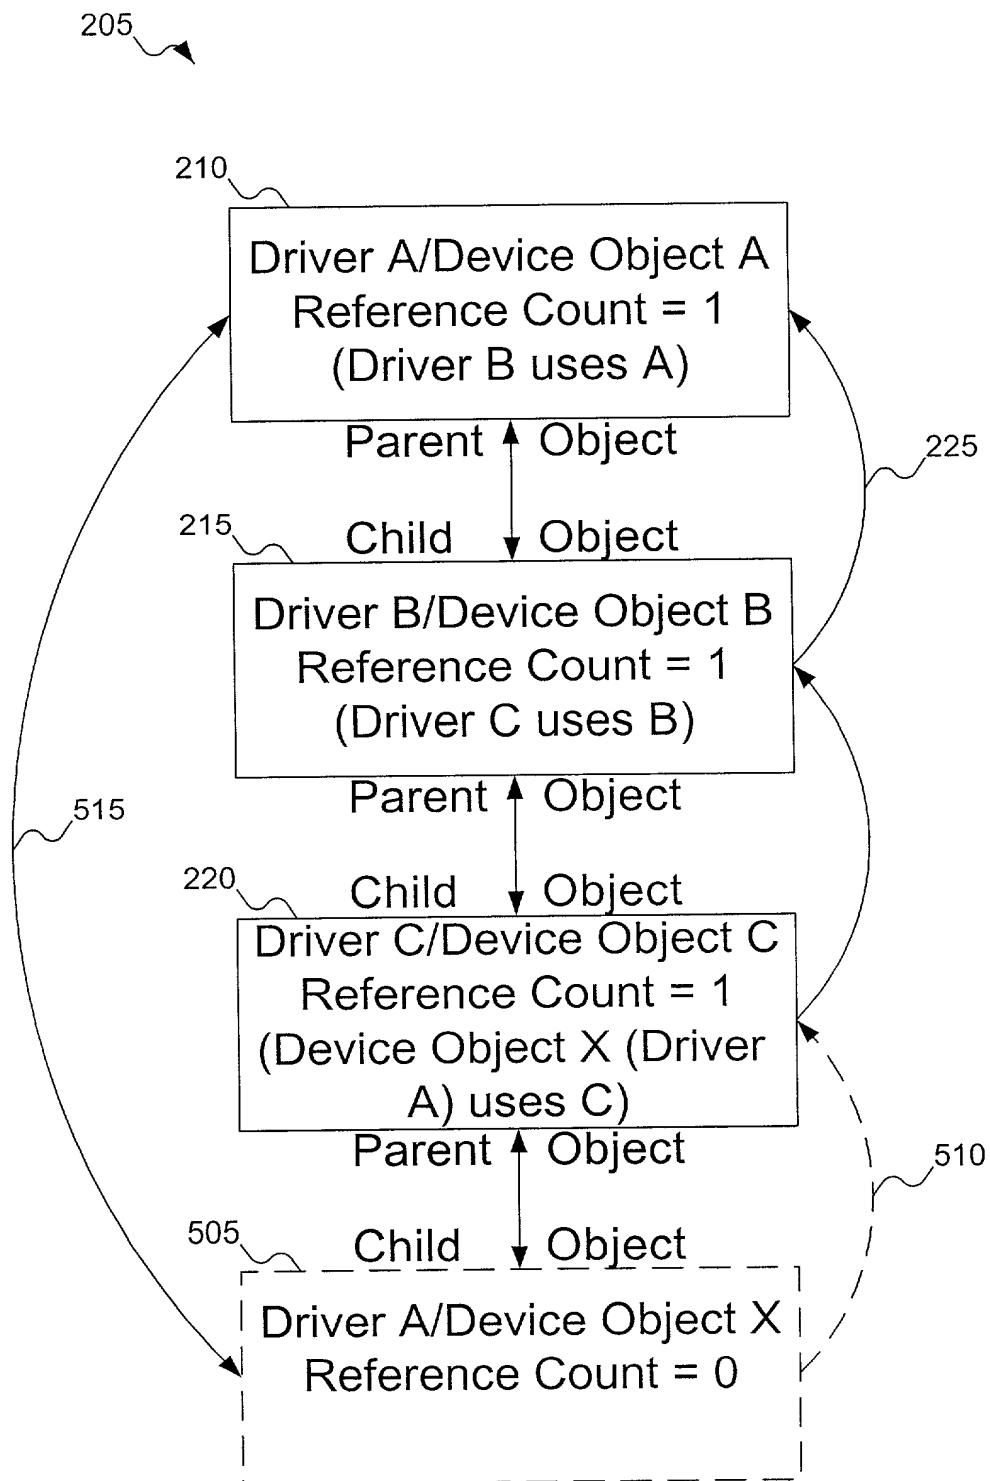 205
210
Driver A/Device Object A
Reference Count = 1
(Driver B uses A)
Parent Object
225
215
Child Object
Driver B/Device Object B
Reference Count = 1
(Driver C uses B)
Parent Object
515
220
Child Object
Driver C/Device Object C
Reference Count = 1
(Device Object X (Driver
A) uses C)
Parent Object
510
505
Child Object
Driver A/Device Object X
Reference Count = 0